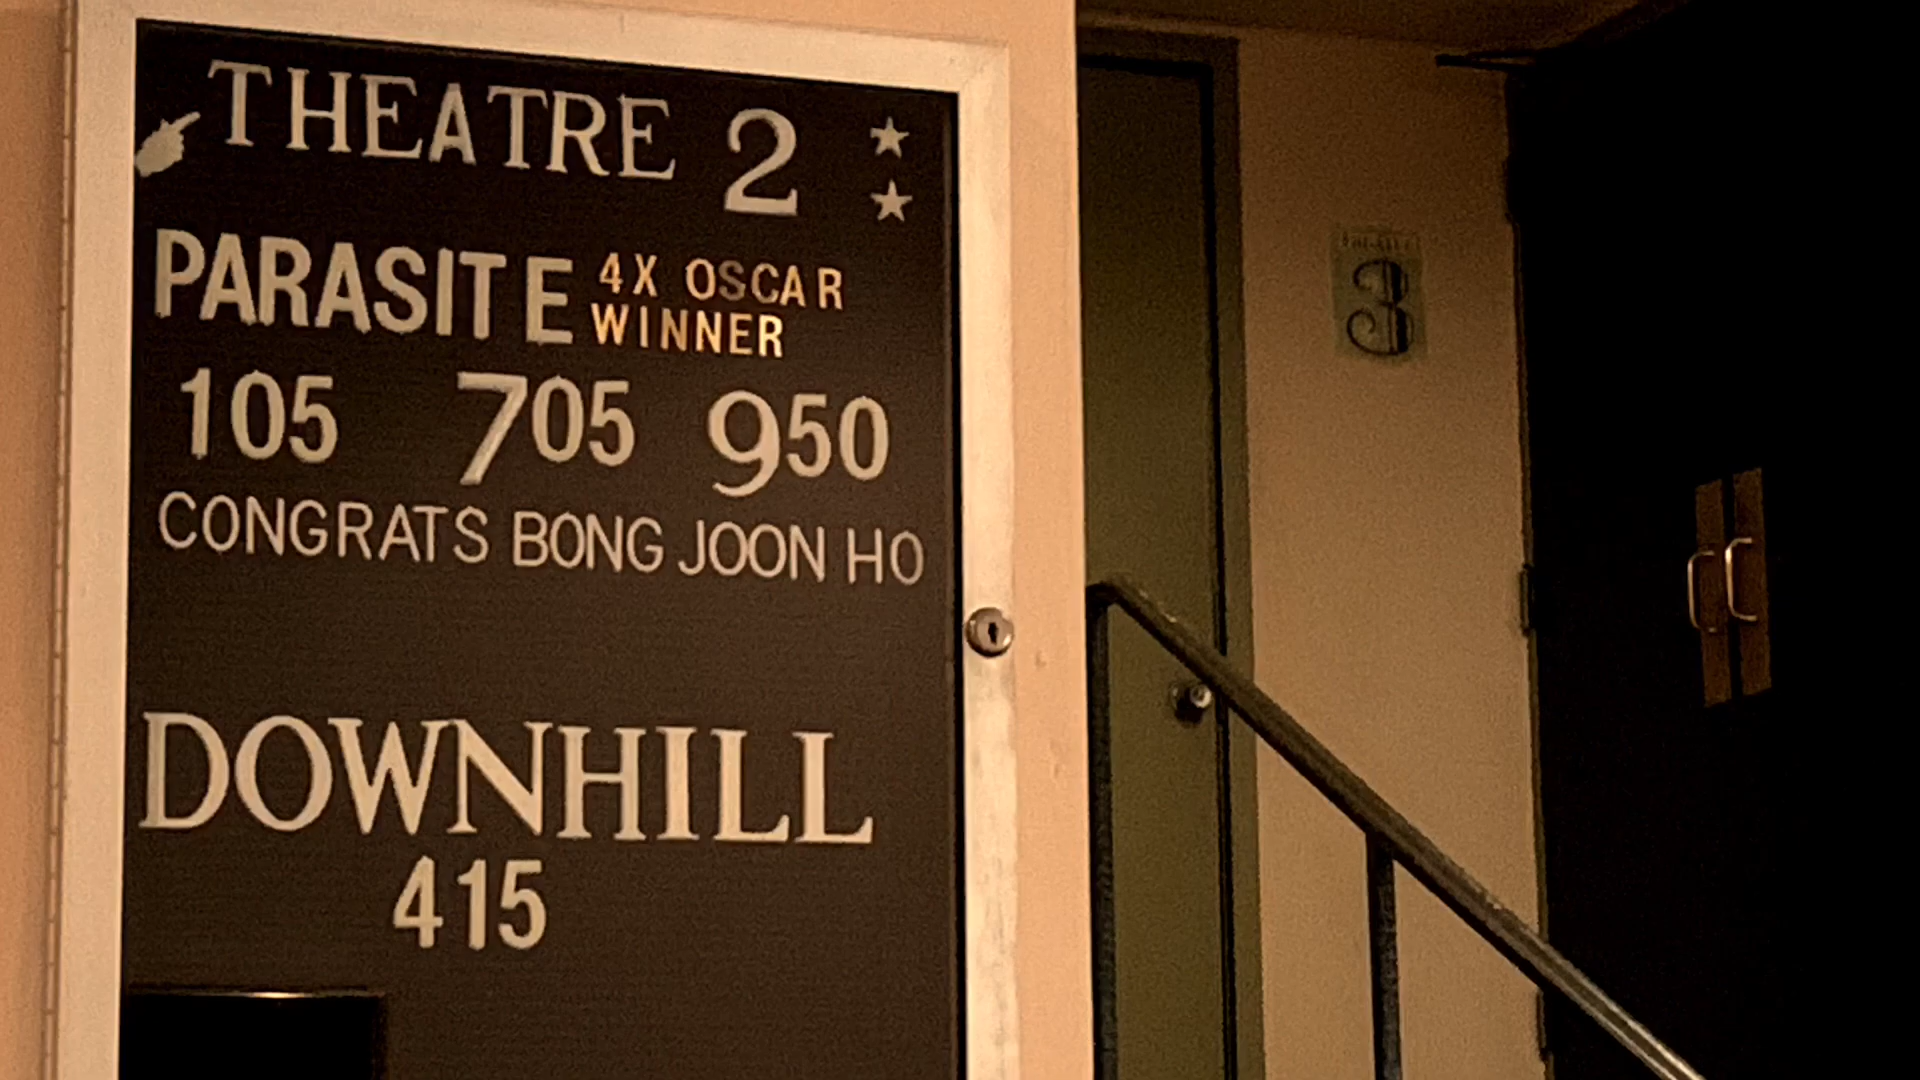 THEATRE 2
PARASITE 4X OSCAR
WINNER
105 705 950
CONGRATS BONG JOON HO
DOWNHILL
415
3